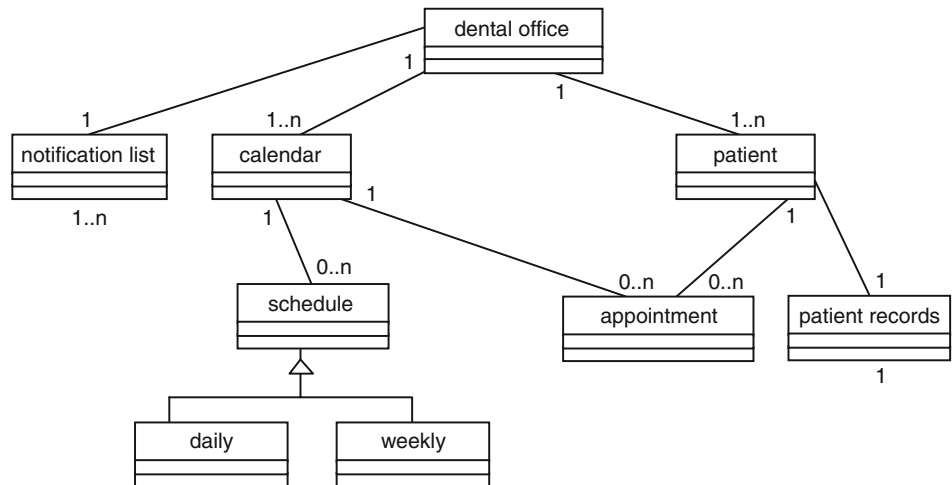 dental office
1
1
1
1
1..n
1..n
notification list
calendar
patient
1..n
1
1
1
0..n
0..n
0..n
1
schedule
appointment
patient records
1
daily
weekly